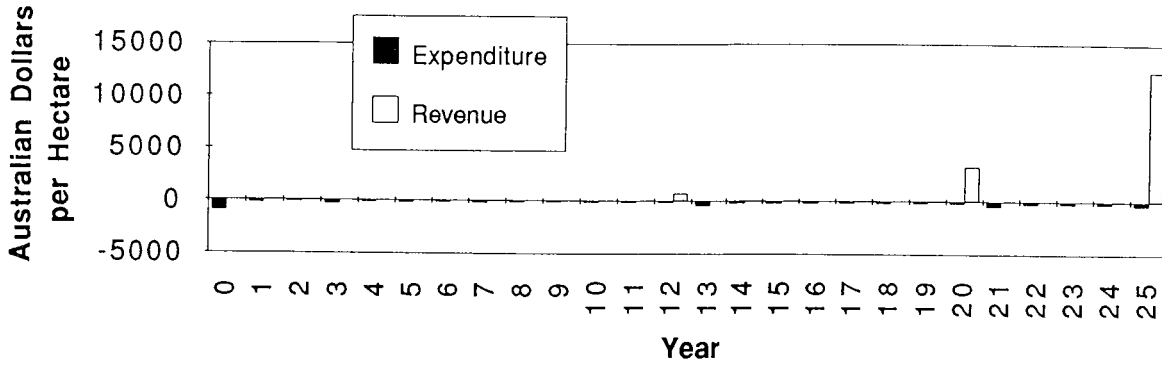 Australian Dollars
per Hectare
15000
10000
5000
0
-5000
Expenditure
Revenue
0 1 2 3 4 5 6 7 8 9 10 11 12 13 14 15 16 17 18 19 20 21 22 23 24 25
Year